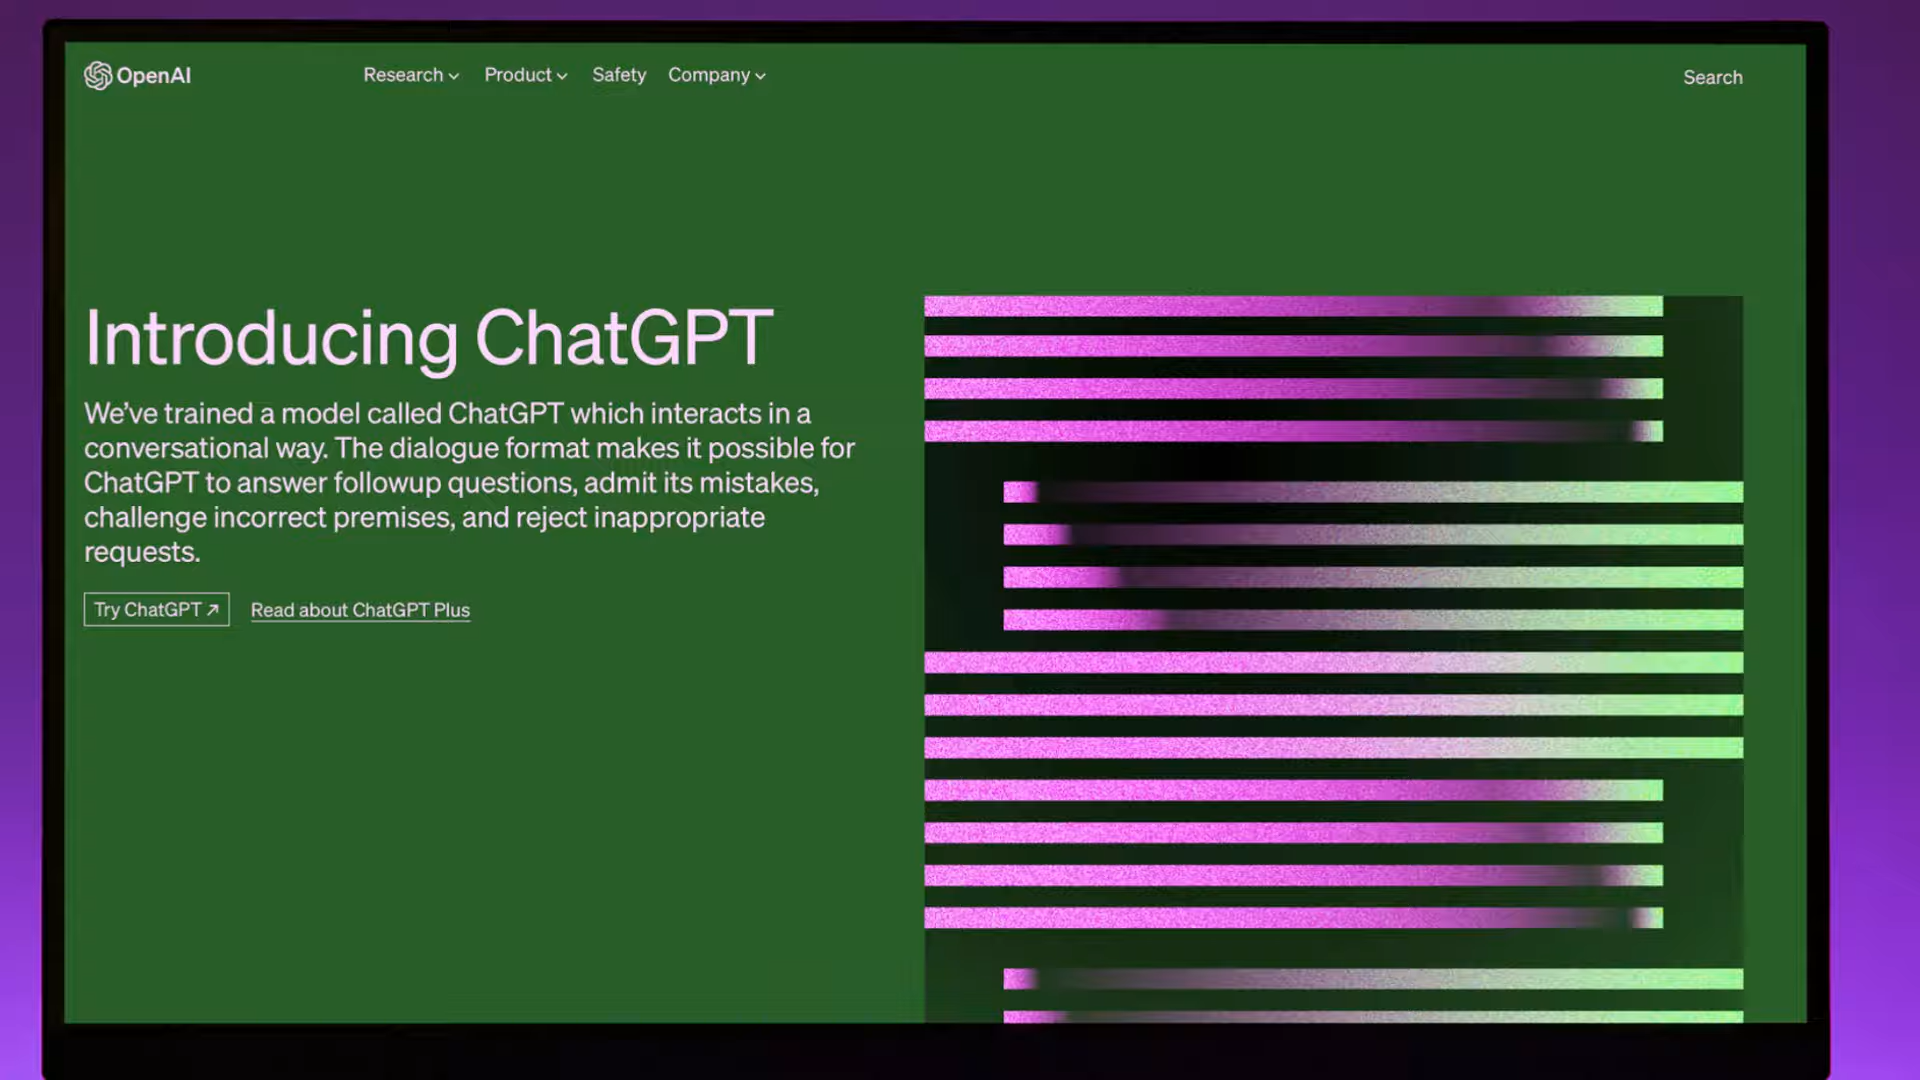 OpenAI
Research
Product
Safety
Company
Search
Introducing ChatGPT
We’ve trained a model called ChatGPT which interacts in a
conversational way. The dialogue format makes it possible for
ChatGPT to answer followup questions, admit its mistakes,
challenge incorrect premises, and reject inappropriate
requests.
Try ChatGPT ↗
Read about ChatGPT Plus